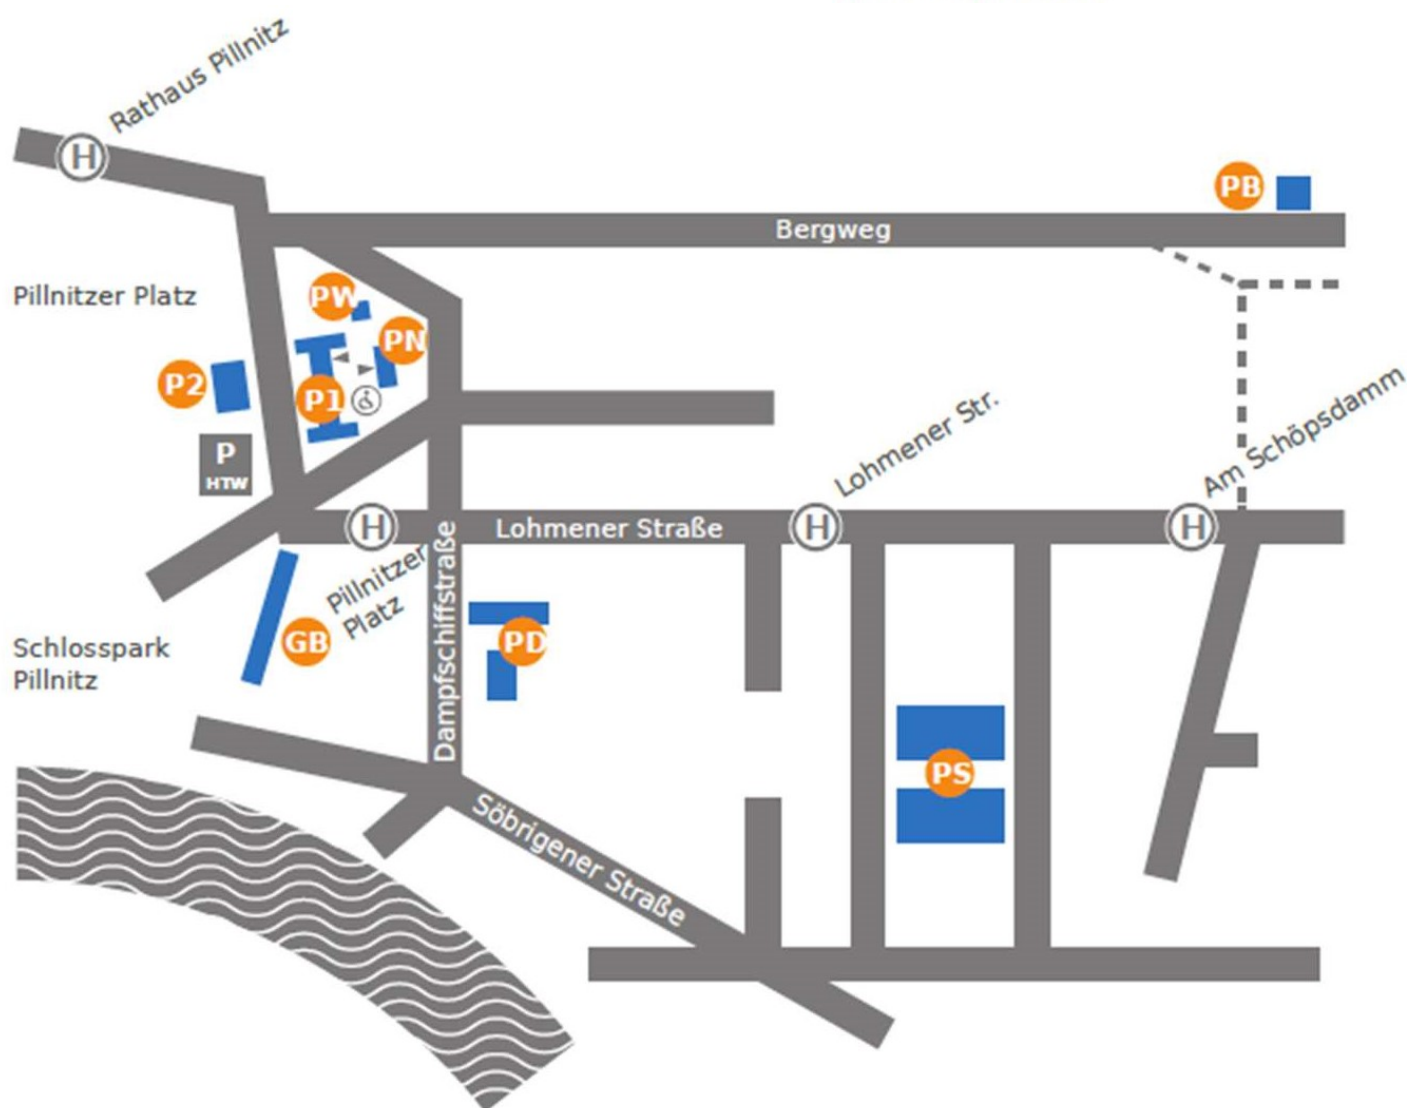 Rathaus Pillnitz
H
PB
Bergweg
Pillnitzer Platz
PW
PN
P2
P1
P
HTW
Lohmener Str.
Am Schöpsdamm
H
Lohmener Straße
H
H
Pillnitzer
Platz
Dampfschiffstraße
GB
PD
Schlosspark
Pillnitz
PS
Söbrigener Straße